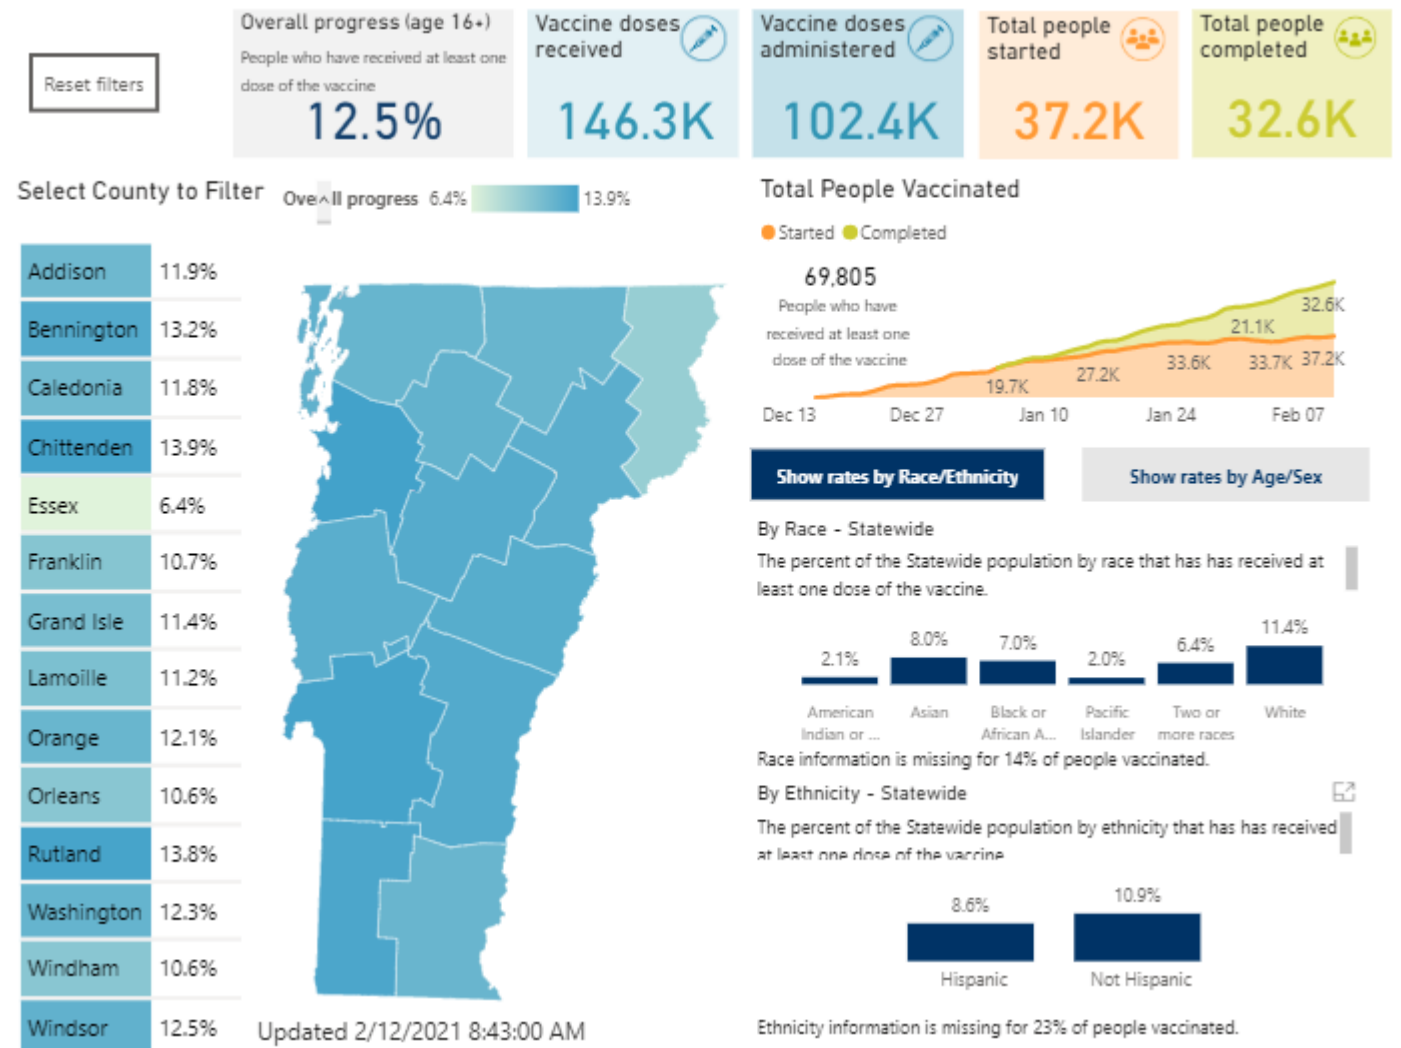 Reset filters
Overall progress (age 16+)
People who have received at least one
dose of the vaccine
12.5%
Vaccine doses
received
146.3K
Vaccine doses
administered
102.4K
Total people
started
37.2K
Total people
completed
32.6K
Select County to Filter
Overall progress 6.4% 13.9%
Addison 11.9%
Bennington 13.2%
Caledonia 11.8%
Chittenden 13.9%
Essex 6.4%
Franklin 10.7%
Grand Isle 11.4%
Lamoille 11.2%
Orange 12.1%
Orleans 10.6%
Rutland 13.8%
Washington 12.3%
Windham 10.6%
Windsor 12.5%
Updated 2/12/2021 8:43:00 AM
Total People Vaccinated
Started Completed
69,805
People who have
received at least one
dose of the vaccine
32.6K
21.1K
19.7K 27.2K 33.6K 33.7K 37.2K
Dec 13 Dec 27 Jan 10 Jan 24 Feb 07
Show rates by Race/Ethnicity
Show rates by Age/Sex
By Race - Statewide
The percent of the Statewide population by race that has has received at
least one dose of the vaccine.
2.1% 8.0% 7.0% 2.0% 6.4% 11.4%
American Asian Black or Pacific Two or White
Indian or ... African A... Islander more races
Race information is missing for 14% of people vaccinated.
By Ethnicity - Statewide
The percent of the Statewide population by ethnicity that has has received
at least one dose of the vaccine
8.6% 10.9%
Hispanic Not Hispanic
Ethnicity information is missing for 23% of people vaccinated.